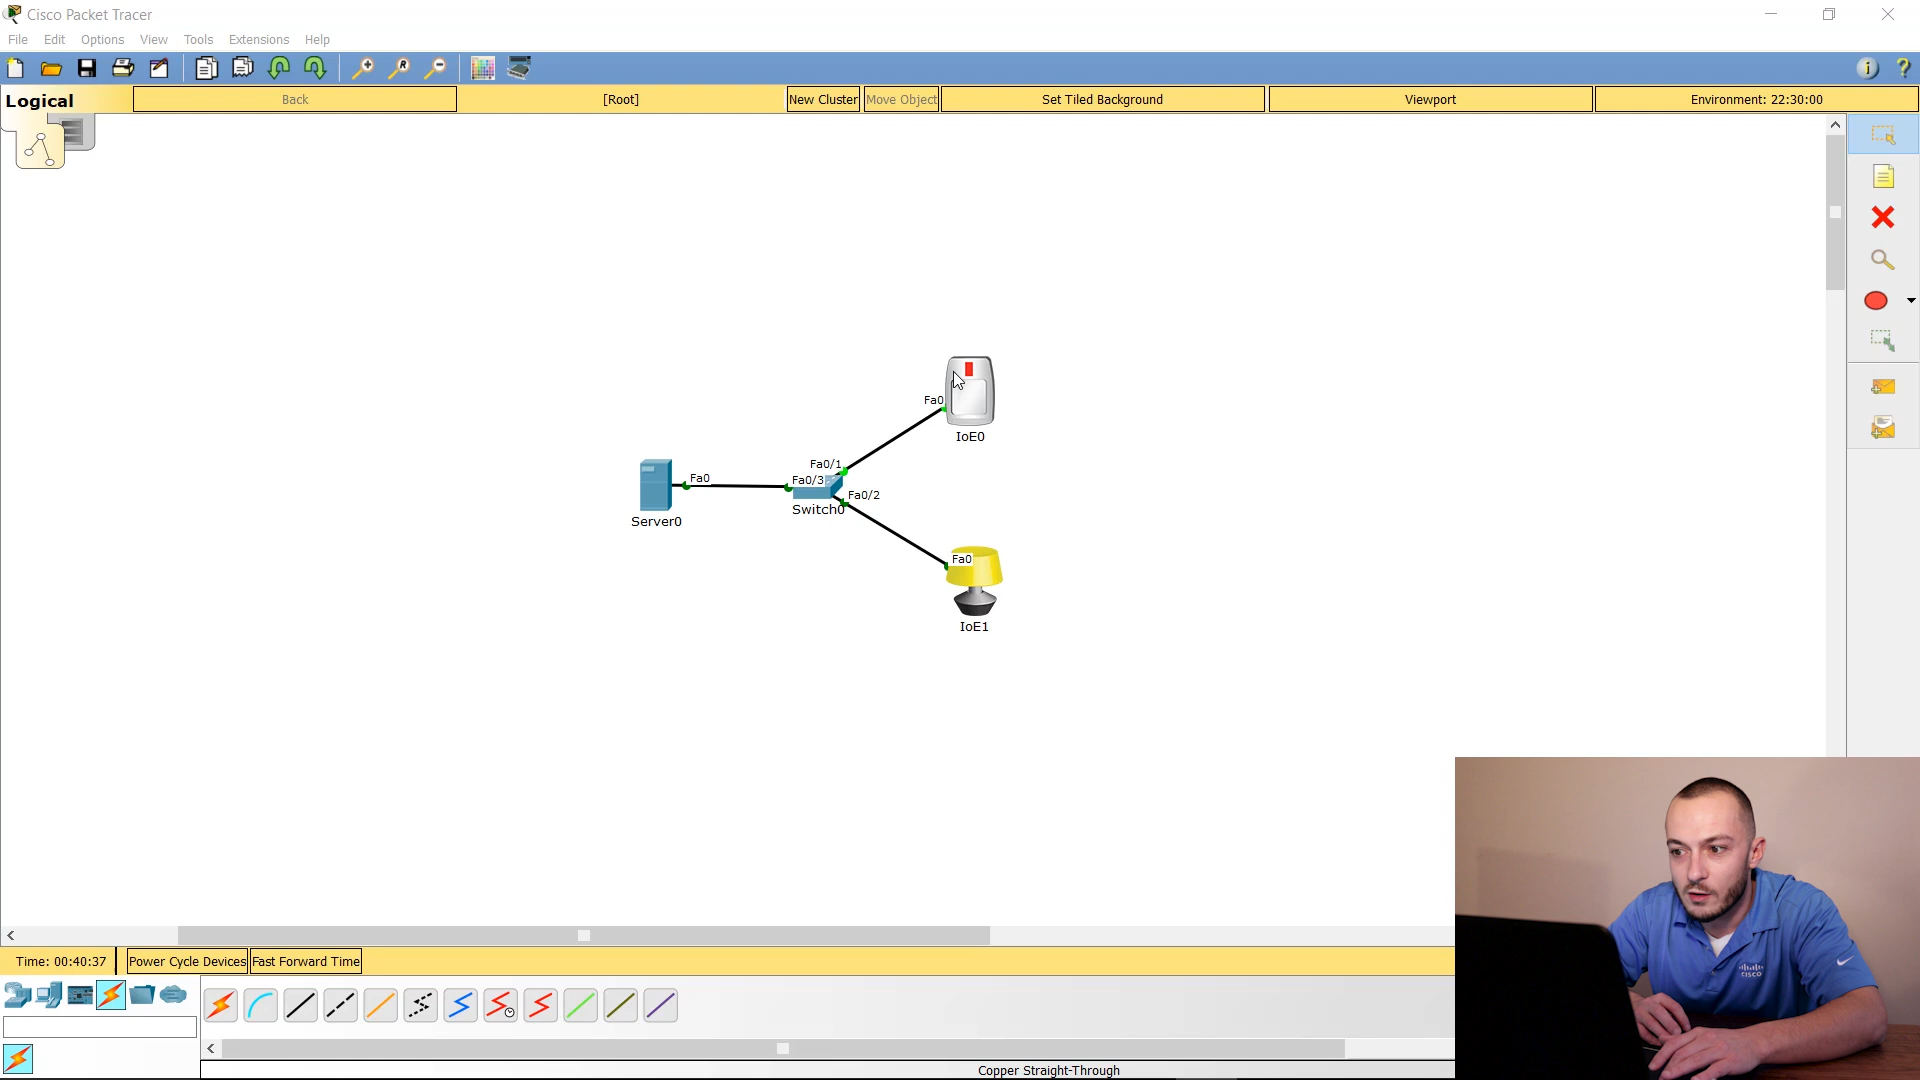 Cisco Packet Tracer
File Edit Options View Tools Extensions Help
Logical Back [Root] New Cluster Move Object Set Tiled Background Viewport Environment: 22:30:00
Fa0
IoE0
Fa0/1
Fa0 Fa0/3
Fa0/2
Server0 Switch0
Fa0
IoE1
Time: 00:40:37 Power Cycle Devices Fast Forward Time
Copper Straight-Through
CISCO